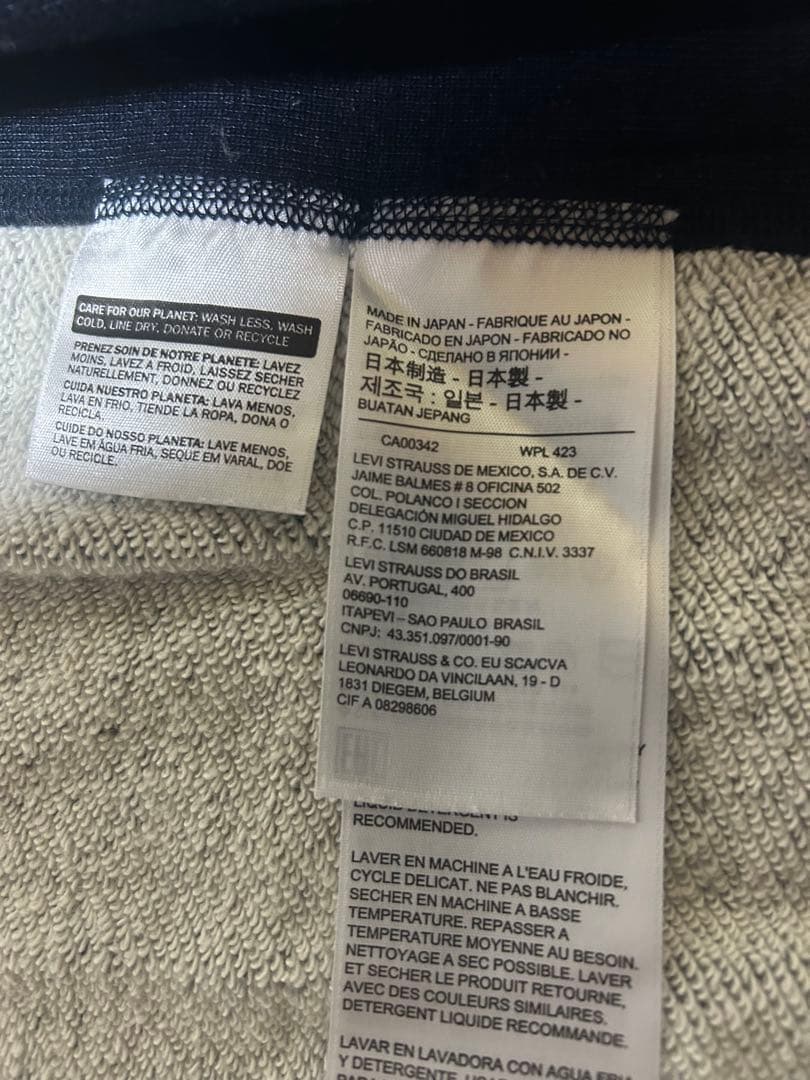 CARE FOR OUR PLANET: WASH LESS, WASH
COLD, LINE DRY, DONATE OR RECYCLE
PRENEZ SOIN DE NOTRE PLANETE: LAVEZ
MOINS, LAVEZ A FROID, LAISSEZ SECHER
NATURELLEMENT, DONNEZ OU RECYCLEZ
CUIDA NUESTRO PLANETA: LAVA MENOS,
LAVA EN FRIO, TIENDE LA ROPA, DONA O
RECICLA.
CUIDE DO NOSSO PLANETA: LAVE MENOS,
LAVE EM ÁGUA FRIA, SEQUE EM VARAL, DOE
OU RECICLE.
MADE IN JAPAN - FABRIQUE AU JAPON -
FABRICADO EN JAPON - FABRICADO NO
JAPÃO - СДЕЛАНО В ЯПОНИИ -
日本制造 - 日本製 -
제조국 : 일본 - 日本製 -
BUATAN JEPANG
CA00342 WPL 423
LEVI STRAUSS DE MEXICO, S.A. DE C.V.
JAIME BALMES # 8 OFICINA 502
COL. POLANCO I SECCION
DELEGACIÓN MIGUEL HIDALGO
C.P. 11510 CIUDAD DE MEXICO
R.F.C. LSM 660818 M-98 C.N.I.V. 3337
LEVI STRAUSS DO BRASIL
AV. PORTUGAL, 400
06690-110
ITAPEVI – SAO PAULO BRASIL
CNPJ: 43.351.097/0001-90
LEVI STRAUSS & CO. EU SCA/CVA
LEONARDO DA VINCILAAN, 19 - D
1831 DIEGEM, BELGIUM
CIF A 08298606
LIQUID DETERGENT IS
RECOMMENDED.
LAVER EN MACHINE A L'EAU FROIDE,
CYCLE DELICAT. NE PAS BLANCHIR.
SECHER EN MACHINE A BASSE
TEMPERATURE. REPASSER A
TEMPERATURE MOYENNE AU BESOIN.
NETTOYAGE A SEC POSSIBLE. LAVER
ET SECHER LE PRODUIT RETOURNE,
AVEC DES COULEURS SIMILAIRES.
DETERGENT LIQUIDE RECOMMANDE.
LAVAR EN LAVADORA CON AGUA FRIA
Y DETERGENTE.